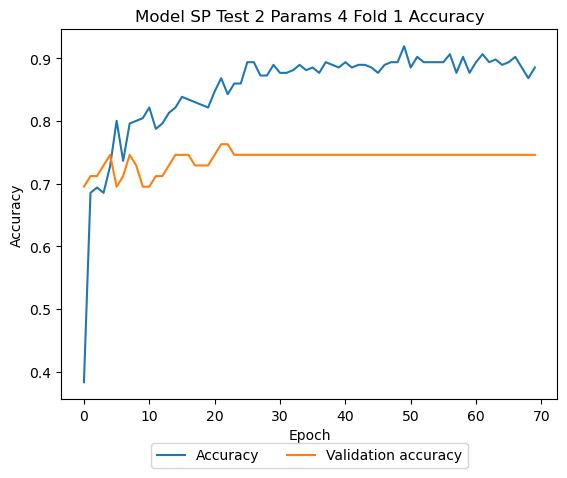 Model SP Test 2 Params 4 Fold 1 Accuracy
Accuracy
0.9
0.8
0.7
0.6
0.5
0.4
0 10 20 30 40 50 60 70
Epoch
Accuracy Validation accuracy